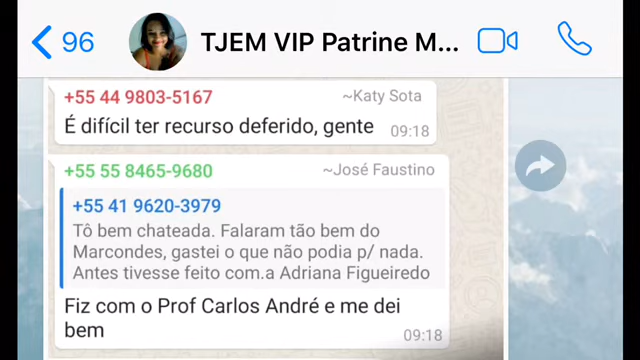 96
TJEM VIP Patrine M...
+55 44 9803-5167 ~Katy Sota
É difícil ter recurso deferido, gente 09:18
+55 55 8465-9680 ~José Faustino
+55 41 9620-3979
Tô bem chateada. Falaram tão bem do
Marcondes, gastei o que não podia p/ nada.
Antes tivesse feito com.a Adriana Figueiredo
Fiz com o Prof Carlos André e me dei
bem 09:18